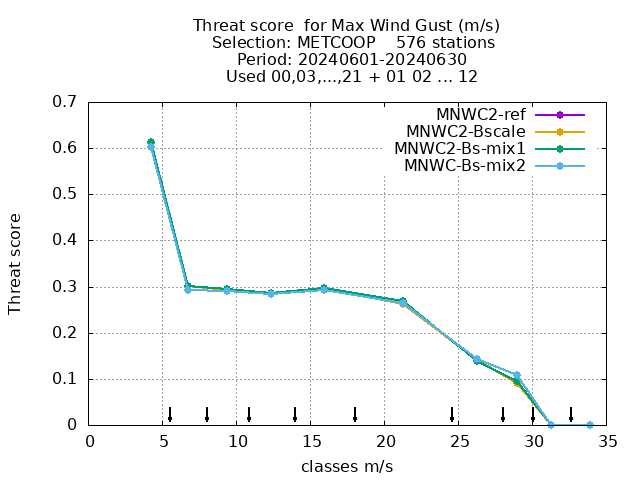 Threat score  for Max Wind Gust (m/s)
Selection: METCOOP    576 stations
Period: 20240601-20240630
Used 00,03,...,21 + 01 02 ... 12
MNWC2-ref
MNWC2-Bscale
MNWC2-Bs-mix1
MNWC-Bs-mix2
Threat score
0.7
0.6
0.5
0.4
0.3
0.2
0.1
0
0 5 10 15 20 25 30 35
classes m/s